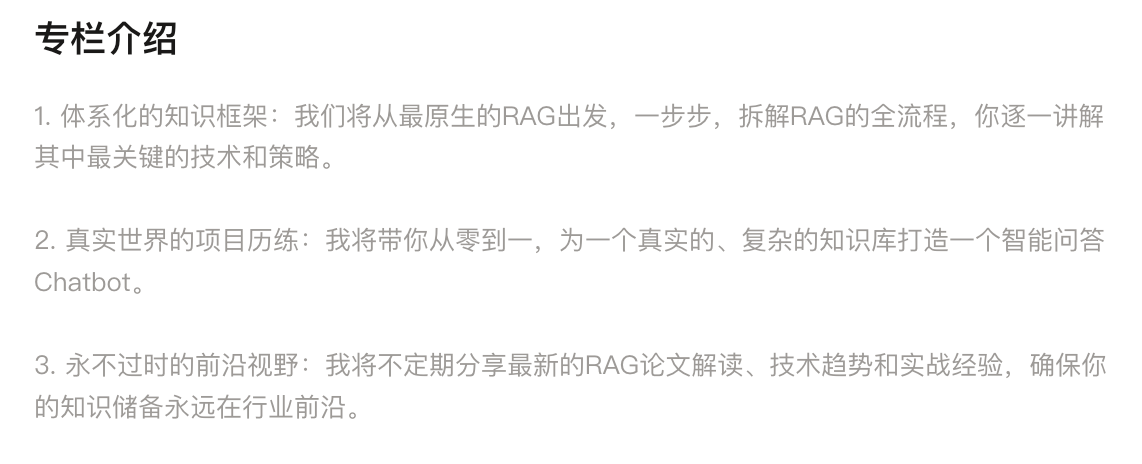 专栏介绍
1. 体系化的知识框架：我们将从最原生的RAG出发，一步步，拆解RAG的全流程，你逐一讲解
其中最关键的技术和策略。
2. 真实世界的项目历练：我将带你从零到一，为一个真实的、复杂的知识库打造一个智能问答
Chatbot。
3. 永不过时的前沿视野：我将不定期分享最新的RAG论文解读、技术趋势和实战经验，确保你
的知识储备永远在行业前沿。